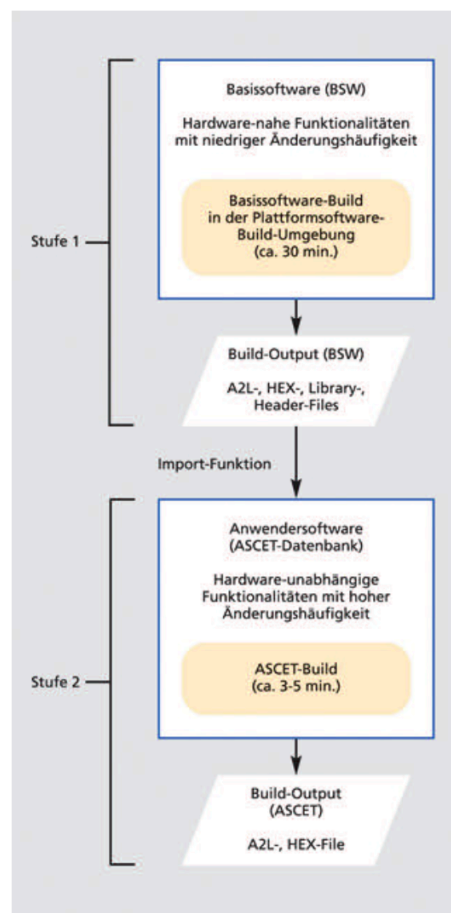 Basissoftware (BSW)
Hardware-nahe Funktionalitäten
mit niedriger Änderungshäufigkeit
Basissoftware-Build
in der Plattformsoftware-
Build-Umgebung
(ca. 30 min.)
Stufe 1
Build-Output (BSW)
A2L-, HEX-, Library-,
Header-Files
Import-Funktion
Anwendersoftware
(ASCET-Datenbank)
Hardware-unabhängige
Funktionalitäten mit hoher
Änderungshäufigkeit
ASCET-Build
(ca. 3-5 min.)
Stufe 2
Build-Output
(ASCET)
A2L-, HEX-File